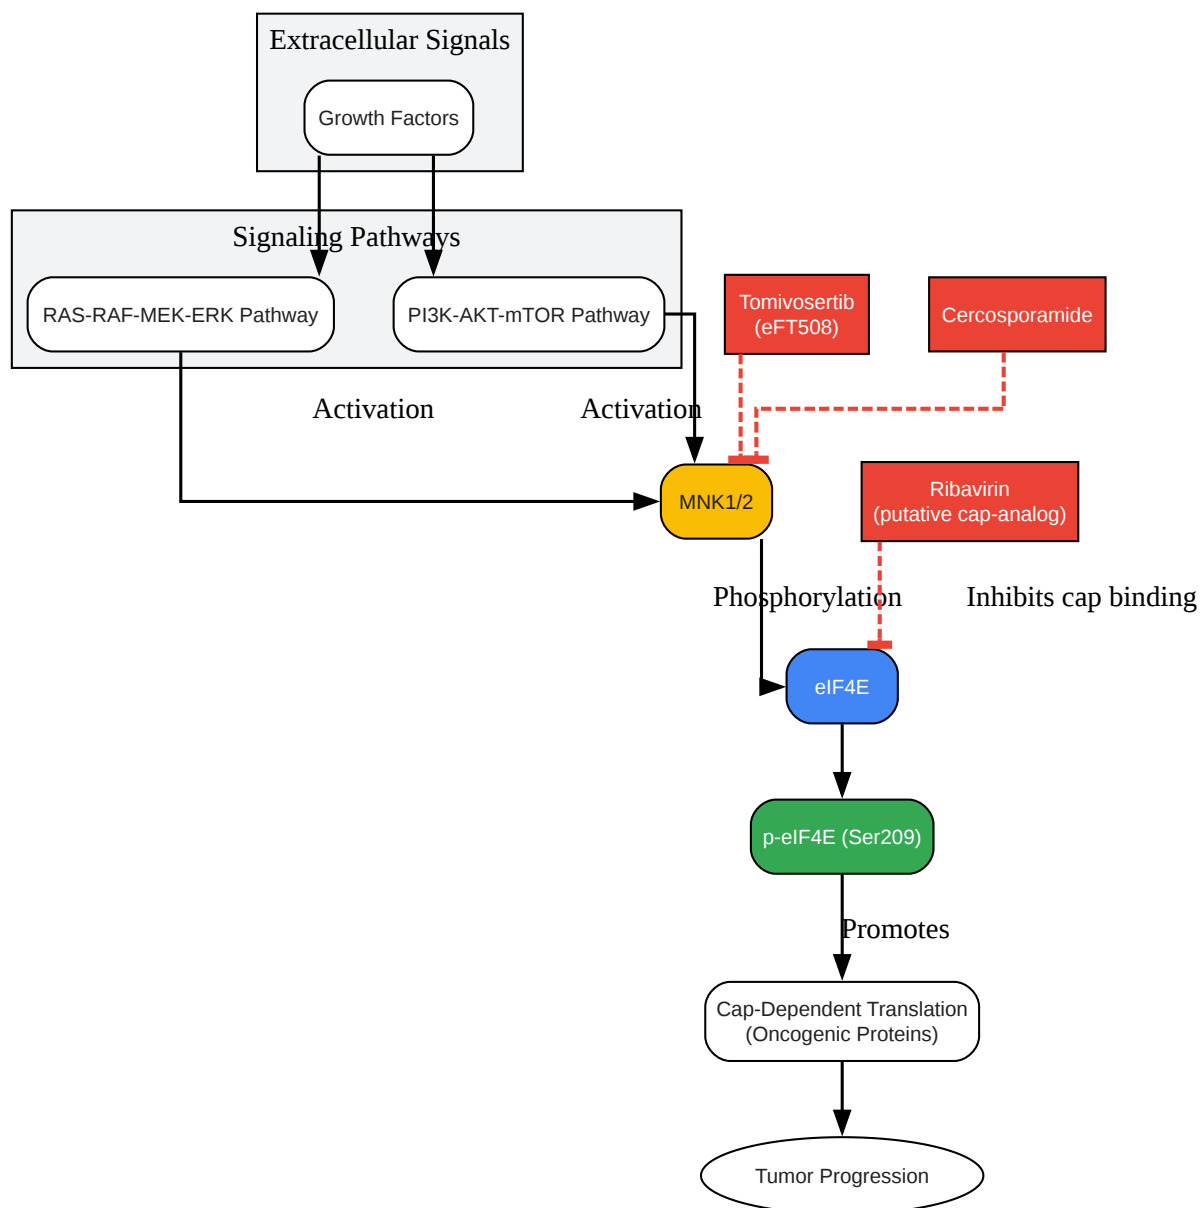 Extracellular Signals
Growth Factors
Signaling Pathways
RAS-RAF-MEK-ERK Pathway
PI3K-AKT-mTOR Pathway
Tomivosertib
(eFT508)
Cercosporamide
Activation
Activation
MNK1/2
Ribavirin
(putative cap-analog)
Phosphorylation
Inhibits cap binding
eIF4E
p-eIF4E (Ser209)
Promotes
Cap-Dependent Translation
(Oncogenic Proteins)
Tumor Progression